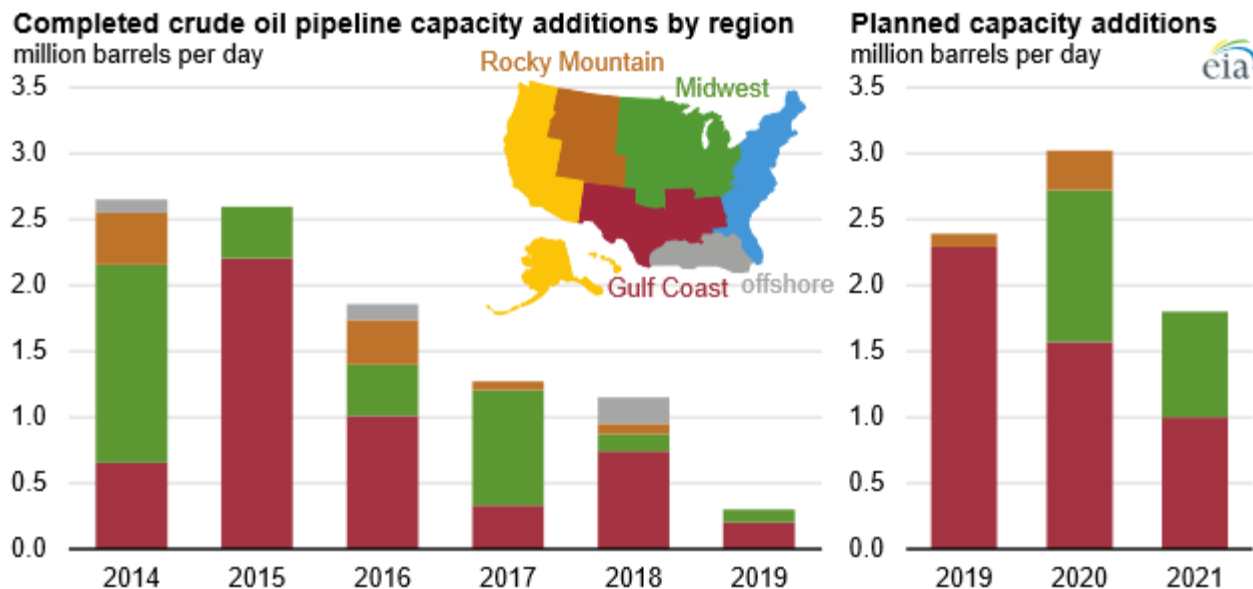 Completed crude oil pipeline capacity additions by region
million barrels per day
Rocky Mountain
Midwest
Gulf Coast
offshore
3.5
3.0
2.5
2.0
1.5
1.0
0.5
0.0
2014 2015 2016 2017 2018 2019
Planned capacity additions
million barrels per day
eia
3.5
3.0
2.5
2.0
1.5
1.0
0.5
0.0
2019 2020 2021